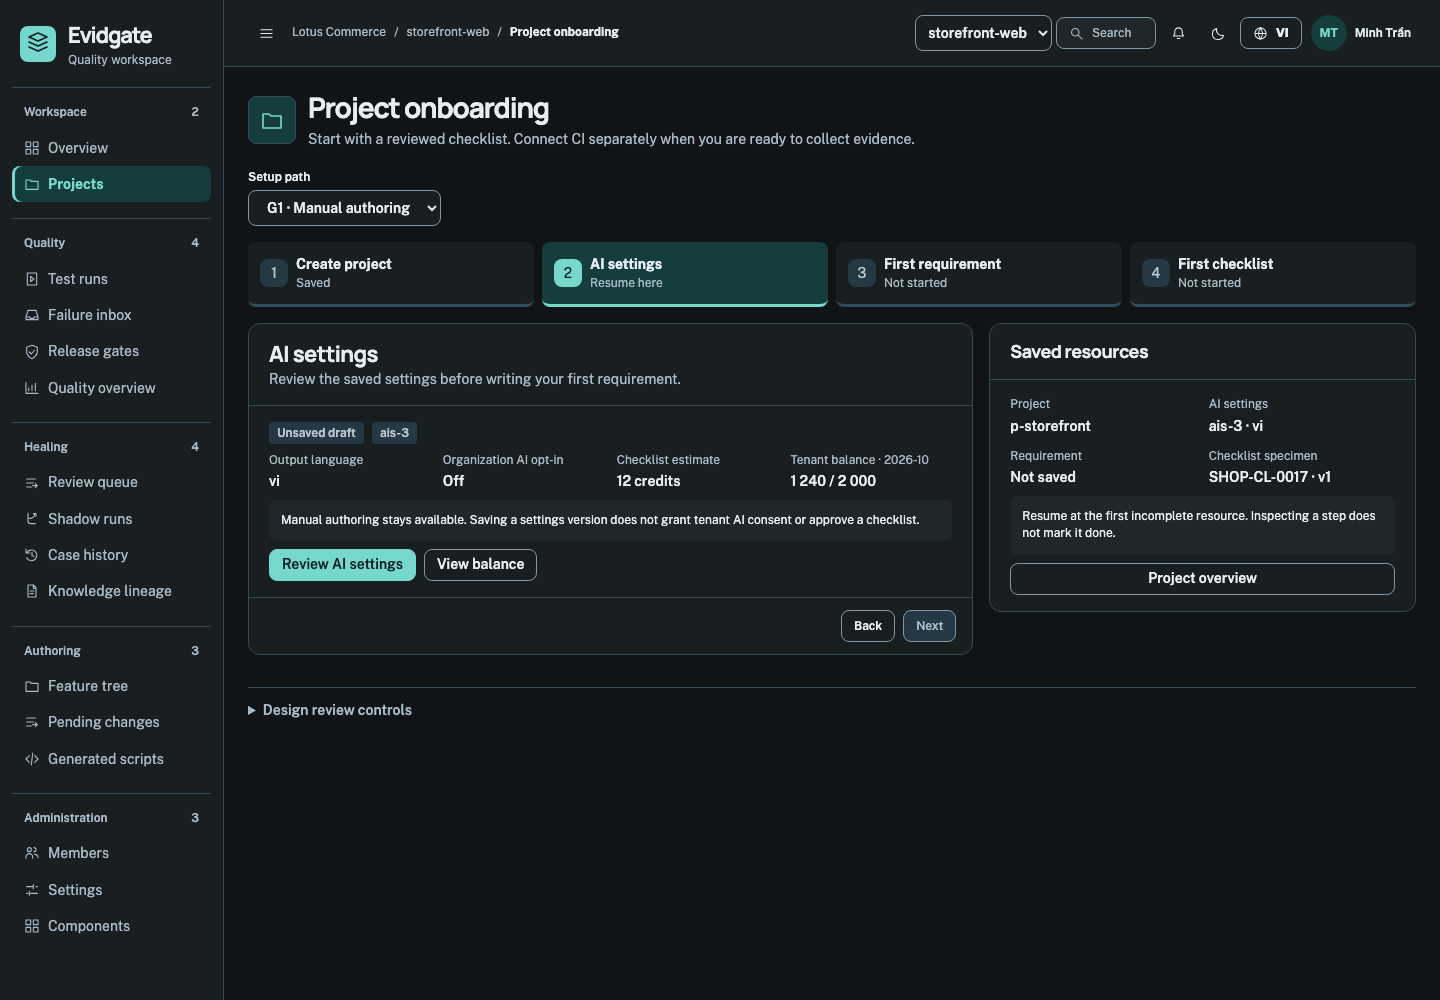 Evidgate
Quality workspace
Workspace 2
Overview
Projects
Quality 4
Test runs
Failure inbox
Release gates
Quality overview
Healing 4
Review queue
Shadow runs
Case history
Knowledge lineage
Authoring 3
Feature tree
Pending changes
Generated scripts
Administration 3
Members
Settings
Components
Lotus Commerce / storefront-web / Project onboarding
storefront-web
Search
VI
MT
Minh Trần
Project onboarding
Start with a reviewed checklist. Connect CI separately when you are ready to collect evidence.
Setup path
G1 · Manual authoring
1 Create project
Saved
2 AI settings
Resume here
3 First requirement
Not started
4 First checklist
Not started
AI settings
Review the saved settings before writing your first requirement.
Unsaved draft ais-3
Output language Organization AI opt-in Checklist estimate Tenant balance · 2026-10
vi Off 12 credits 1 240 / 2 000
Manual authoring stays available. Saving a settings version does not grant tenant AI consent or approve a checklist.
Review AI settings View balance
Back Next
Saved resources
Project AI settings
p-storefront ais-3 · vi
Requirement Checklist specimen
Not saved SHOP-CL-0017 · v1
Resume at the first incomplete resource. Inspecting a step does
not mark it done.
Project overview
Design review controls